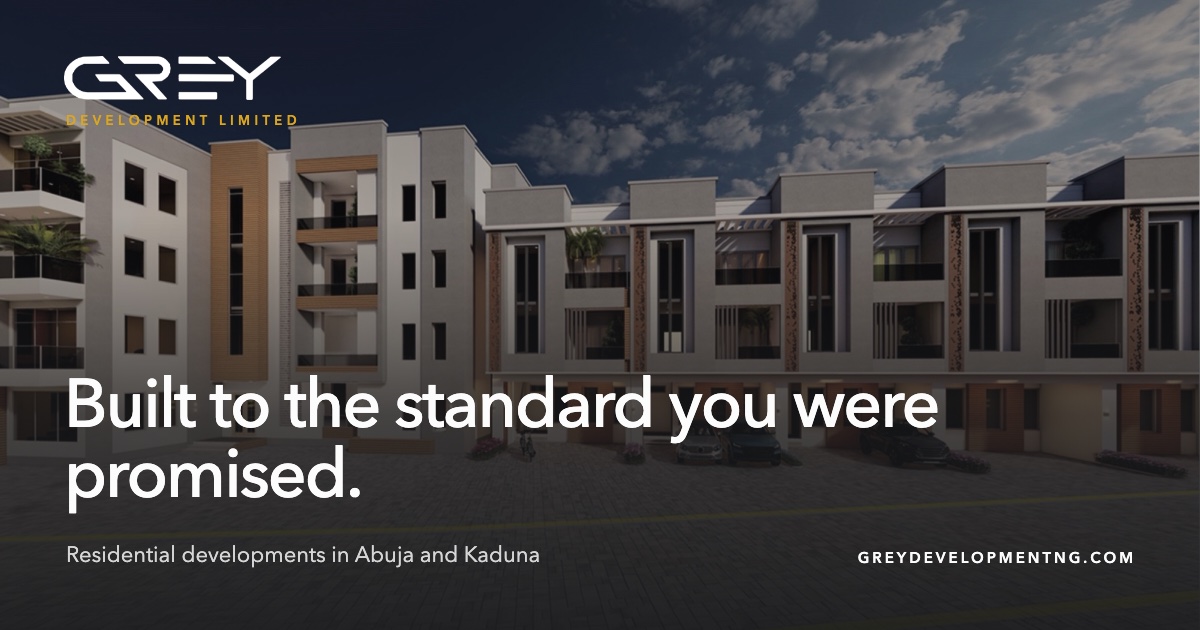 GREY
DEVELOPMENT LIMITED
Built to the standard you were
promised.
Residential developments in Abuja and Kaduna
GREYDEVELOPMENTNG.COM